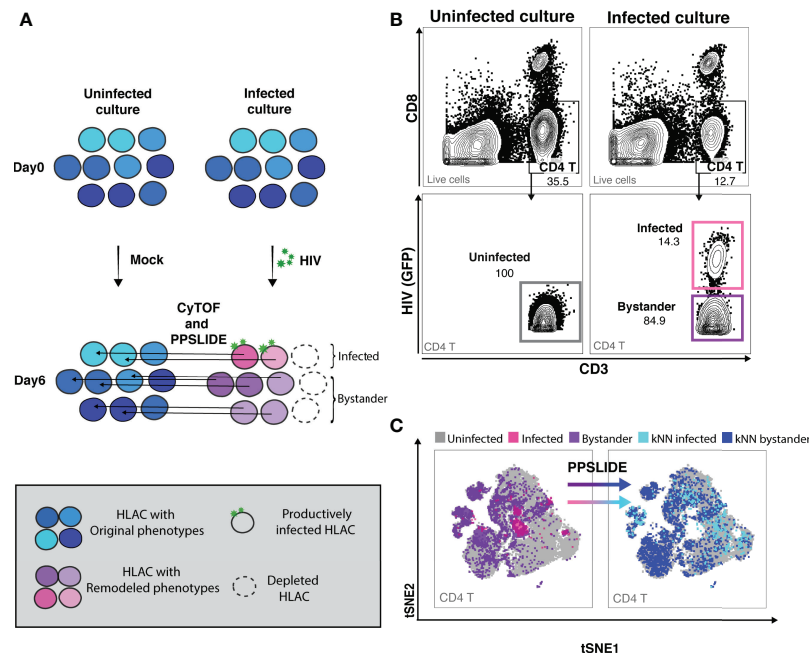 A
Uninfected
culture
Infected
culture
Day0
Mock
HIV
CyTOF
and
PPSLIDE
Infected
Day6
Bystander
HLAC with
Original phenotypes
Productively
infected HLAC
HLAC with
Remodeled phenotypes
Depleted
HLAC
B
Uninfected culture
Infected culture
CD8
CD4 T
35.5
Live cells
CD4 T
12.7
Live cells
HIV (GFP)
Uninfected
100
CD4 T
Infected
14.3
Bystander
84.9
CD4 T
CD3
C
Uninfected
Infected
Bystander
kNN infected
kNN bystander
PPSLIDE
tSNE2
CD4 T
CD4 T
tSNE1